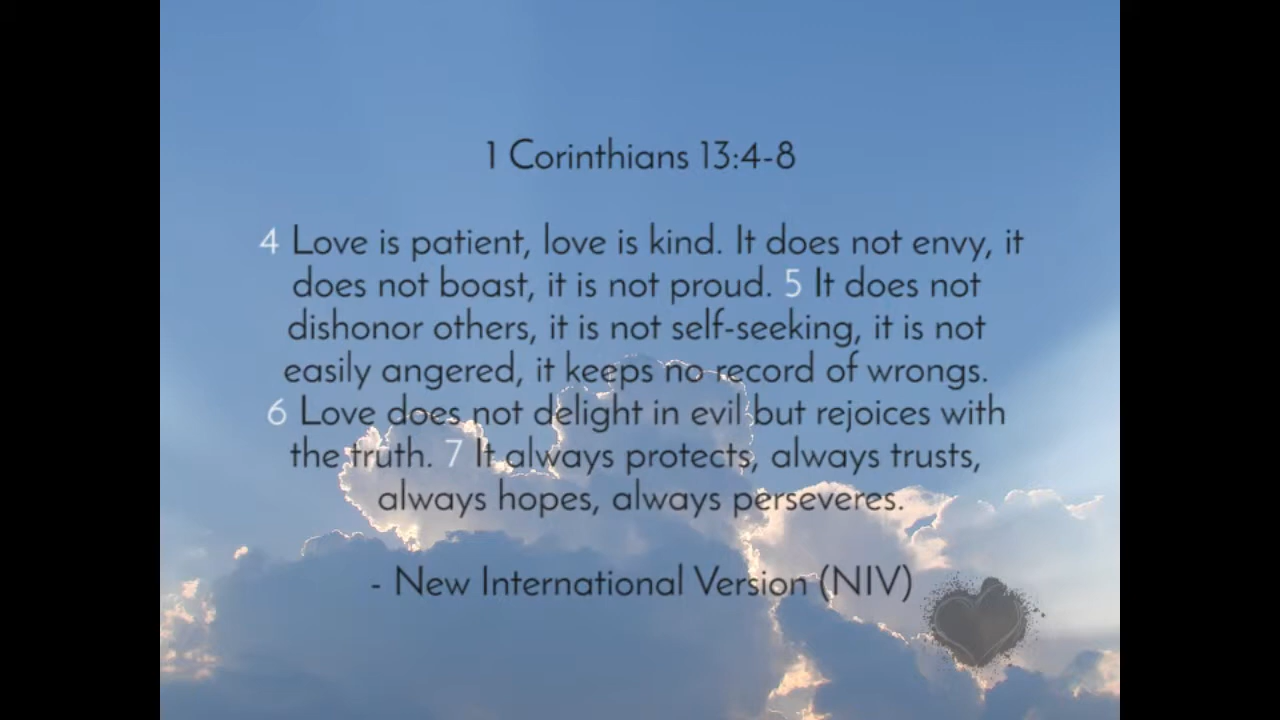 1 Corinthians 13:4-8
4 Love is patient, love is kind. It does not envy, it
does not boast, it is not proud. 5 It does not
dishonor others, it is not self-seeking, it is not
easily angered, it keeps no record of wrongs.
6 Love does not delight in evil but rejoices with
the truth. 7 It always protects, always trusts,
always hopes, always perseveres.
- New International Version (NIV)